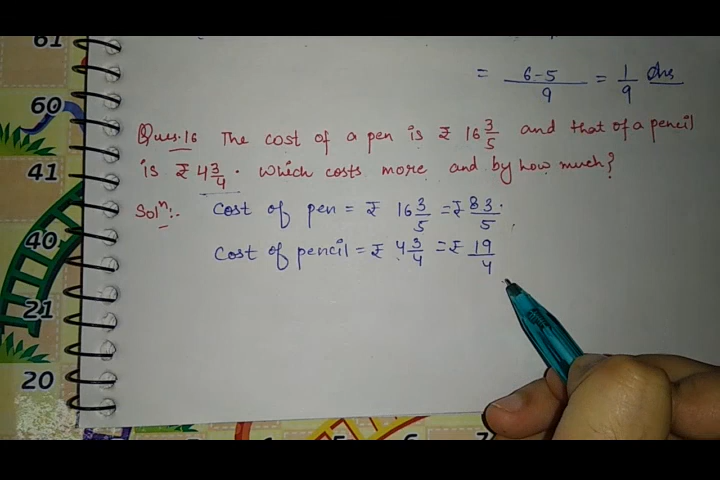 = 6-5/9 = 1/9 Ans
Ques.16 The cost of a pen is ₹ 16 3/5 and that of a pencil
is ₹ 4 3/4. which costs more and by how much?
Solⁿ:- Cost of pen = ₹ 16 3/5 = ₹ 83/5.
Cost of pencil = ₹ 4 3/4 = ₹ 19/4
61
60
41
40
21
20
5
7